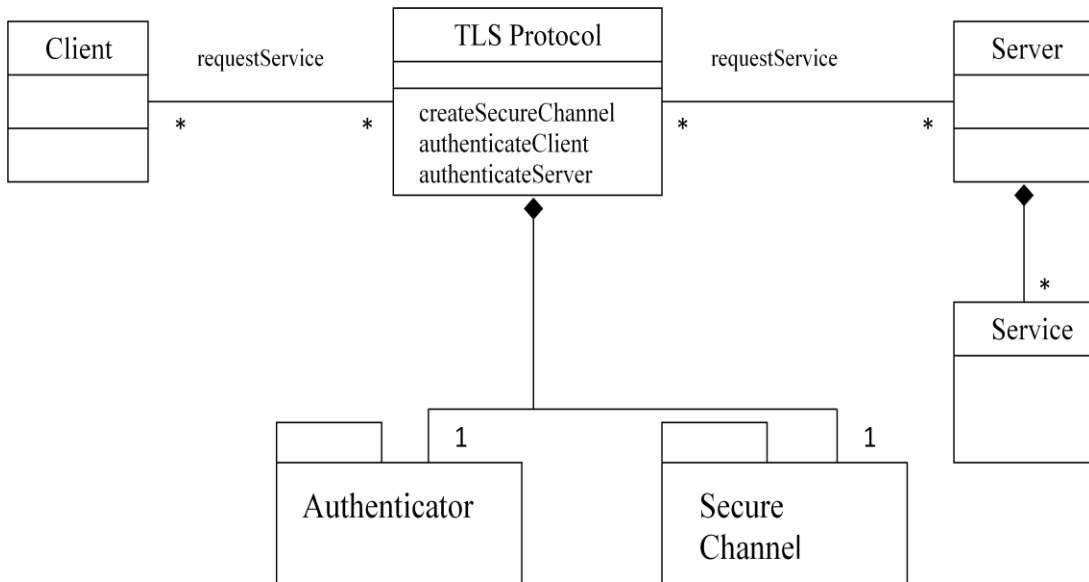 Client
requestService
*
*
TLS Protocol
createSecureChannel
authenticateClient
authenticateServer
requestService
*
*
Server
*
Service
1
Authenticator
1
Secure
Channel